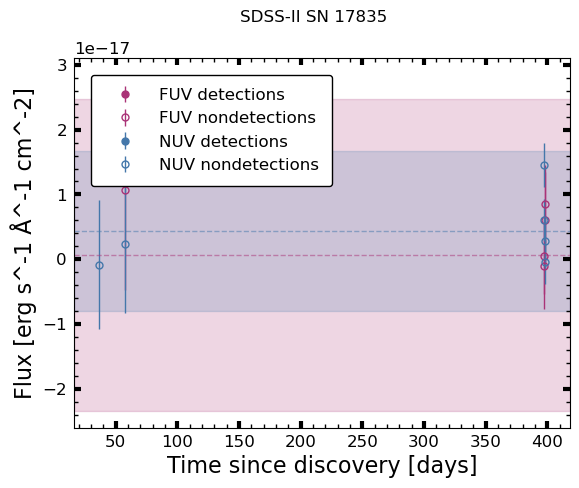 SDSS-II SN 17835
1e−17
3
2
1
0
−1
−2
Flux [erg s^-1 Å^-1 cm^-2]
FUV detections
FUV nondetections
NUV detections
NUV nondetections
50 100 150 200 250 300 350 400
Time since discovery [days]